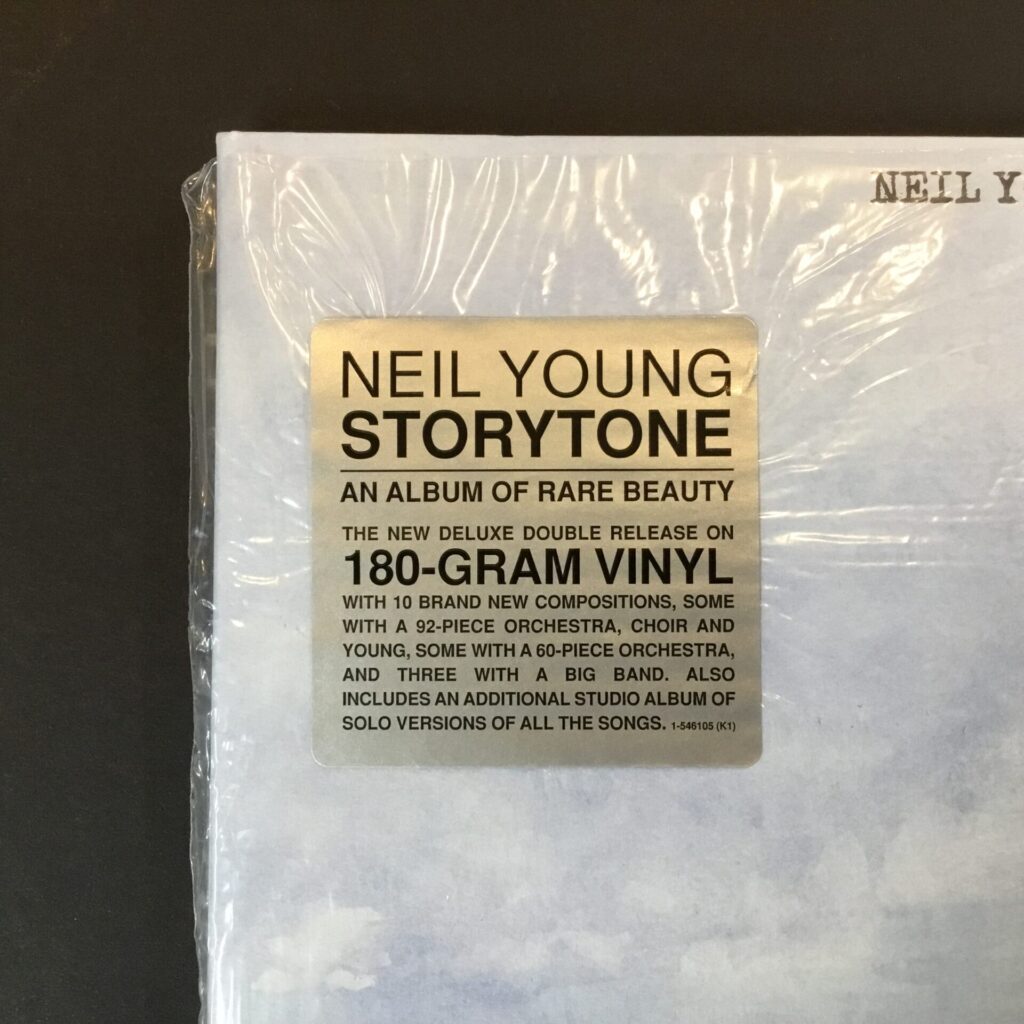 NEIL Y
NEIL YOUNG
STORYTONE
AN ALBUM OF RARE BEAUTY
THE NEW DELUXE DOUBLE RELEASE ON
180-GRAM VINYL
WITH 10 BRAND NEW COMPOSITIONS, SOME
WITH A 92-PIECE ORCHESTRA, CHOIR AND
YOUNG, SOME WITH A 60-PIECE ORCHESTRA,
AND THREE WITH A BIG BAND. ALSO
INCLUDES AN ADDITIONAL STUDIO ALBUM OF
SOLO VERSIONS OF ALL THE SONGS. 1-546105 (K1)